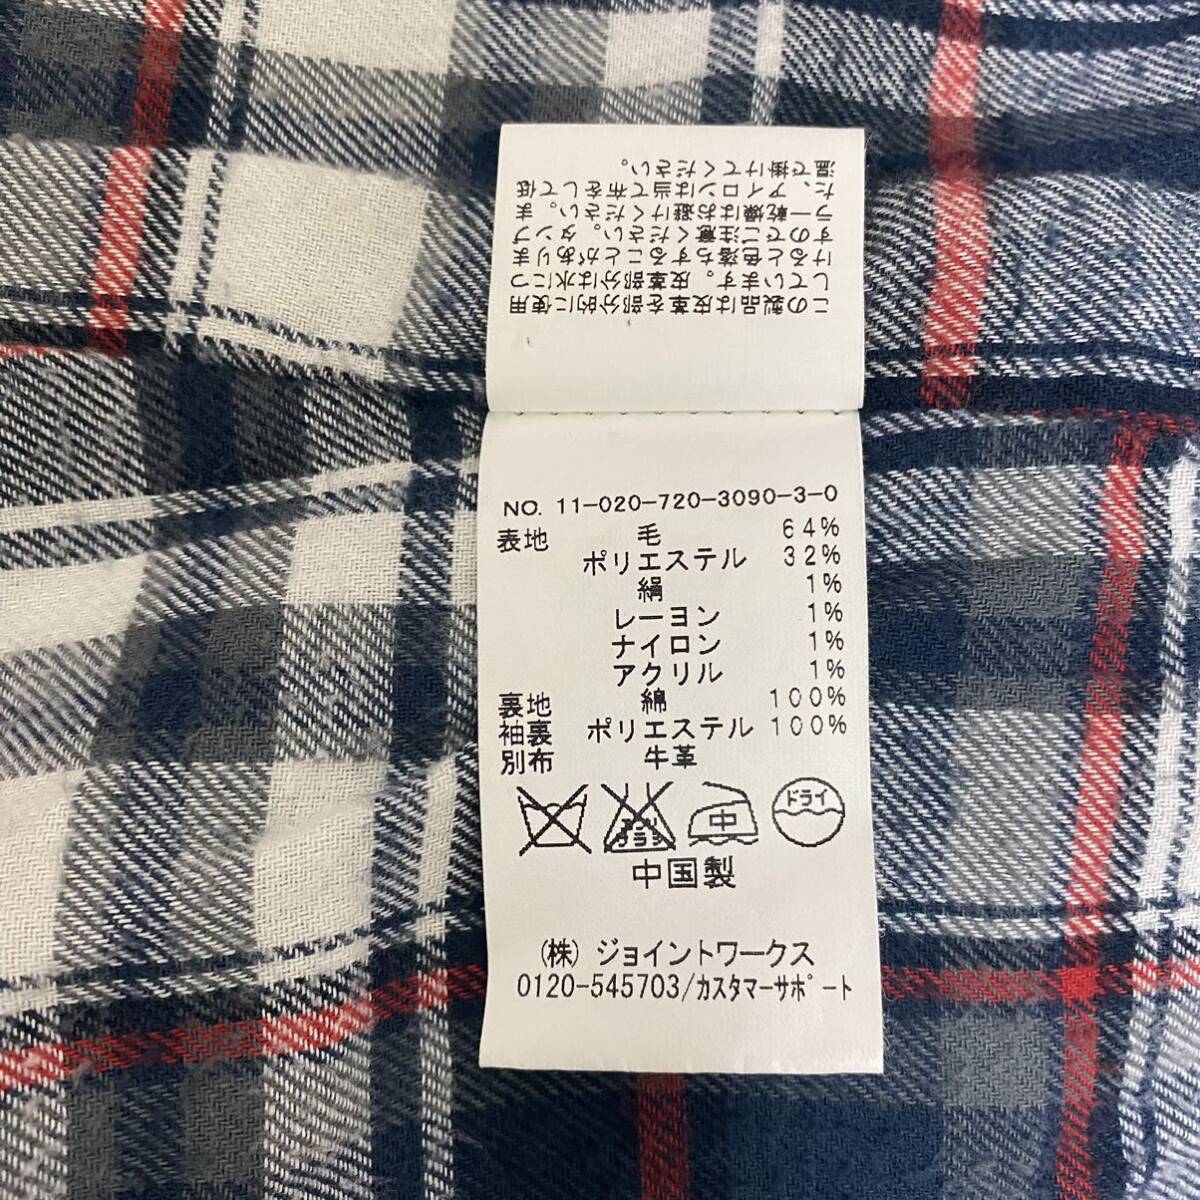 この製品は皮革を部分的に使用
しています。皮革部分は水につ
けると色落ちすることがありま
すのでご注意ください。タンブ
ラー乾燥はお避けください。ま
た、アイロンは当て布をして低
温で掛けてください。
NO. 11-020-720-3090-3-0
表地 毛 64%
ポリエステル 32%
絹 1%
レーヨン 1%
ナイロン 1%
アクリル 1%
裏地 綿 100%
袖裏 ポリエステル 100%
別布 牛革
エンソ サラシ 中 ドライ
中国製
(株) ジョイントワークス
0120-545703/カスタマーサポート